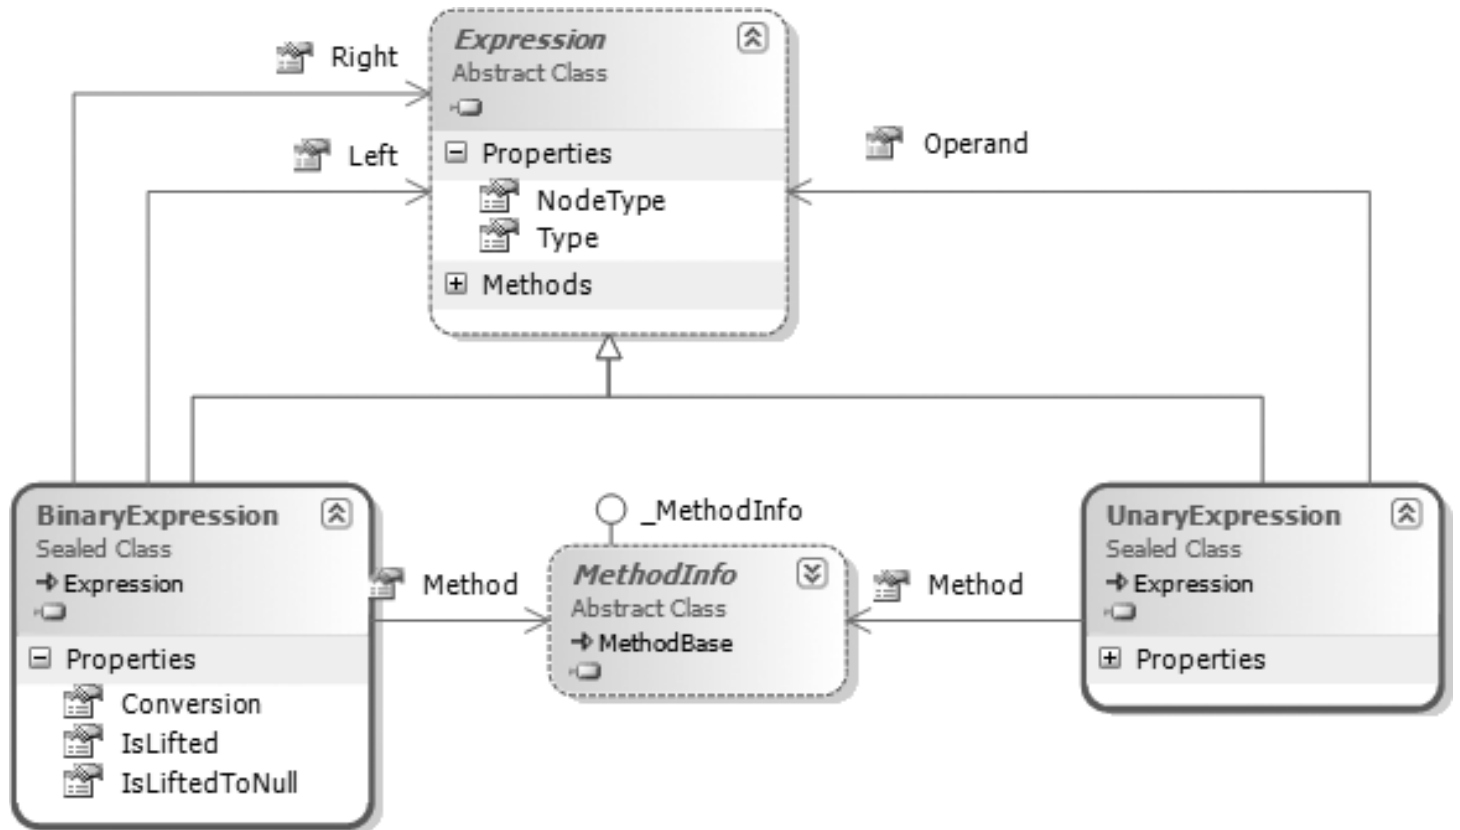 Right
Left
Expression
Abstract Class
Properties
NodeType
Type
Methods
Operand
BinaryExpression
Sealed Class
Expression
Properties
Conversion
IsLifted
IsLiftedToNull
Method
_MethodInfo
MethodInfo
Abstract Class
MethodBase
Method
UnaryExpression
Sealed Class
Expression
Properties